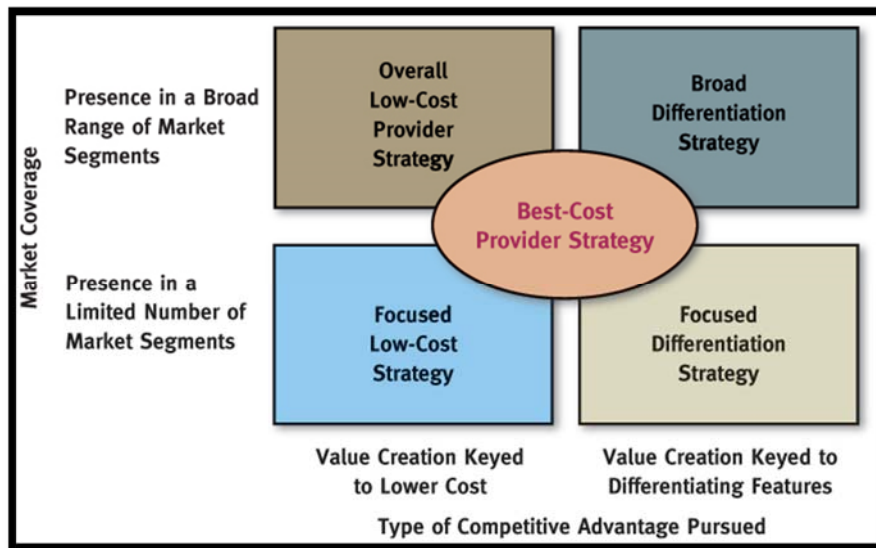 Market Coverage
Presence in a Broad
Range of Market
Segments
Overall
Low-Cost
Provider
Strategy
Broad
Differentiation
Strategy
Best-Cost
Provider Strategy
Presence in a
Limited Number of
Market Segments
Focused
Low-Cost
Strategy
Focused
Differentiation
Strategy
Value Creation Keyed
to Lower Cost
Value Creation Keyed to
Differentiating Features
Type of Competitive Advantage Pursued